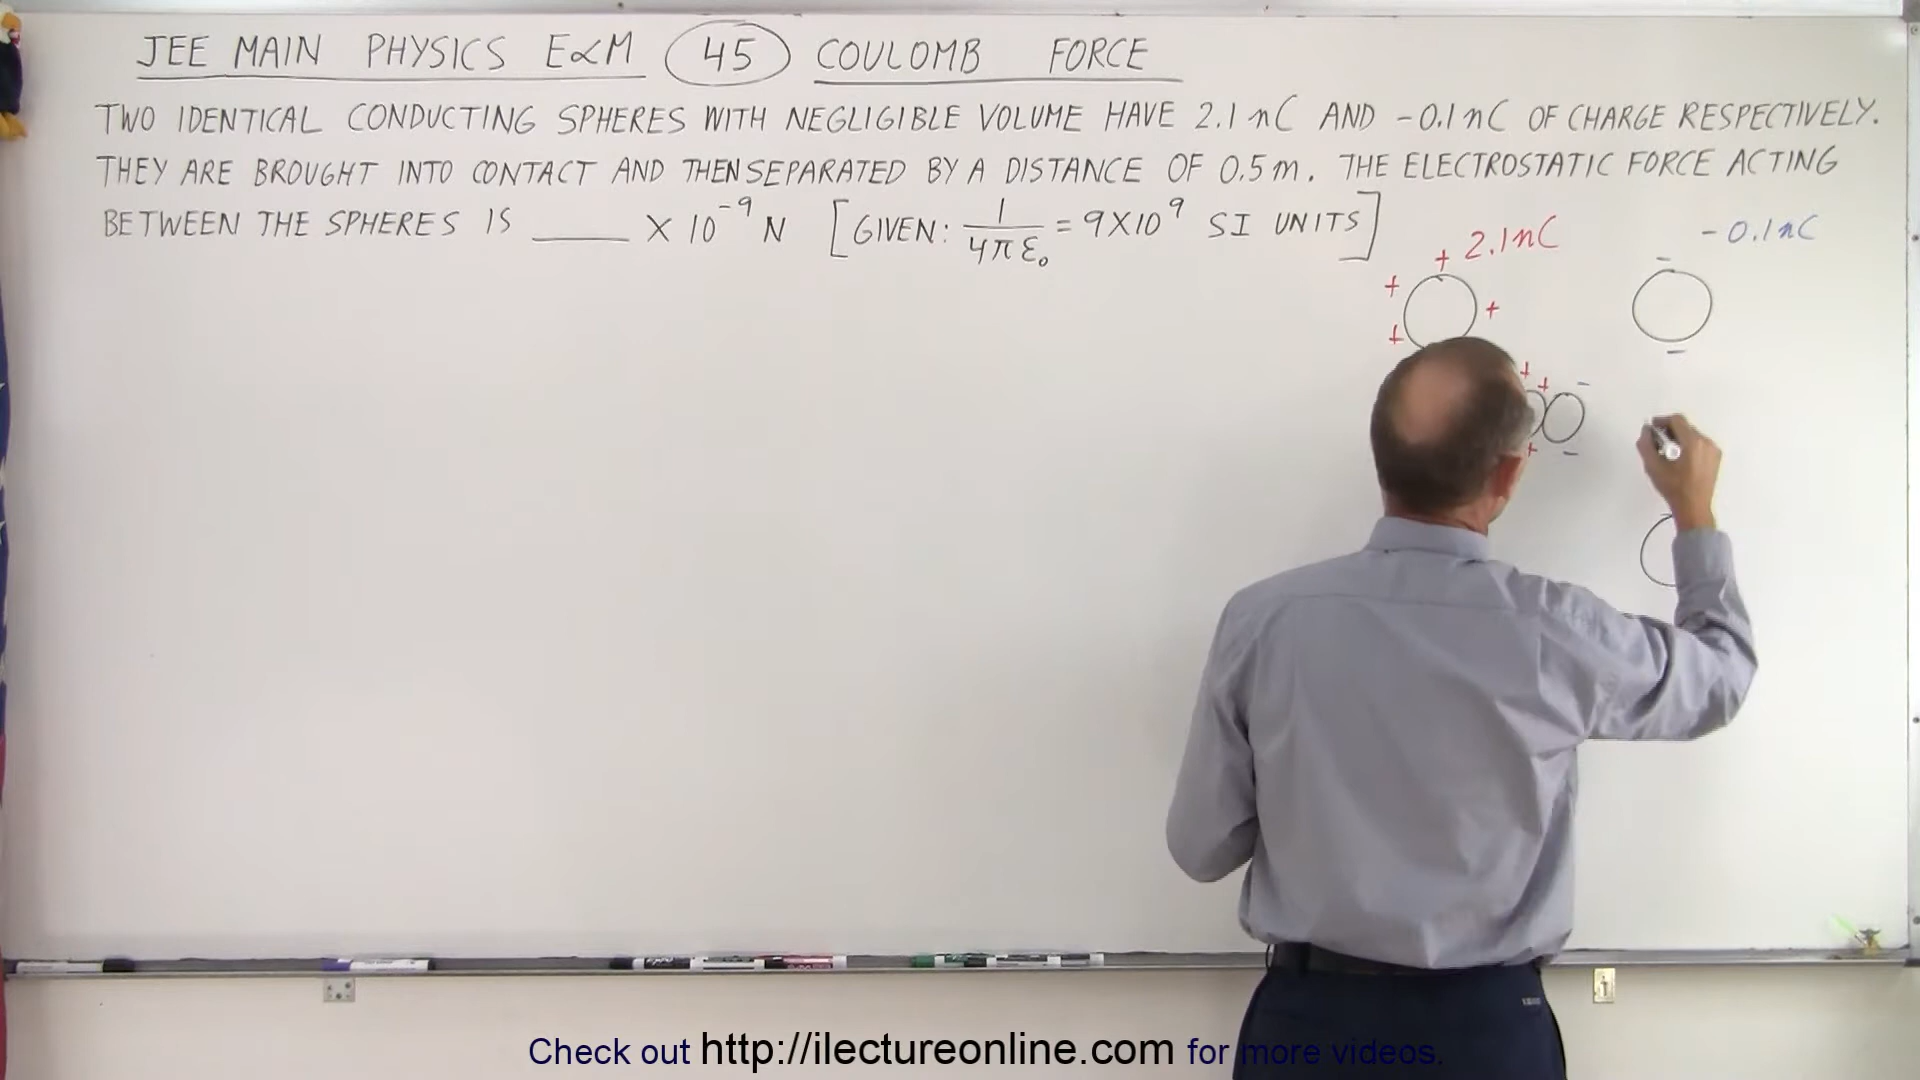 JEE MAIN PHYSICS E∝M 45 COULOMB FORCE
TWO IDENTICAL CONDUCTING SPHERES WITH NEGLIGIBLE VOLUME HAVE 2.1 nC AND -0.1 nC OF CHARGE RESPECTIVELY.
THEY ARE BROUGHT INTO CONTACT AND THEN SEPARATED BY A DISTANCE OF 0.5 m. THE ELECTROSTATIC FORCE ACTING
BETWEEN THE SPHERES IS ____ X 10^-9 N [GIVEN: 1/4πε₀ = 9X10^9 SI UNITS]
+ 2.1nC
- 0.1nC
Check out http://ilectureonline.com for more videos.